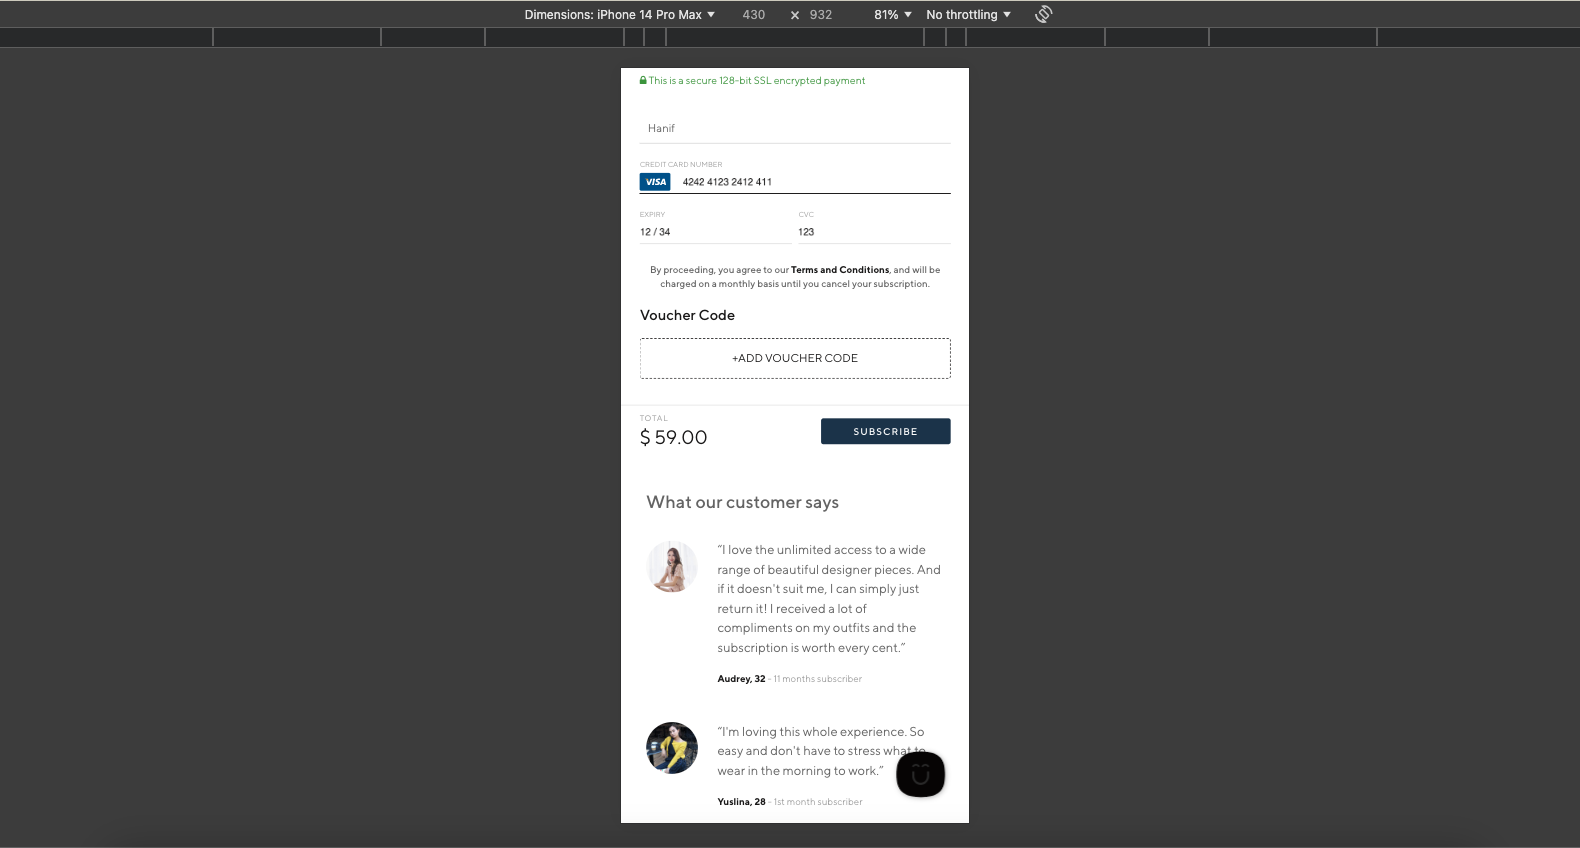 Dimensions: iPhone 14 Pro Max ▼ 430 × 932 81% ▼ No throttling ▼
This is a secure 128-bit SSL encrypted payment
Hanif
CREDIT CARD NUMBER
VISA 4242 4123 2412 411
EXPIRY CVC
12 / 34 123
By proceeding, you agree to our Terms and Conditions, and will be
charged on a monthly basis until you cancel your subscription.
Voucher Code
+ADD VOUCHER CODE
TOTAL
$ 59.00 SUBSCRIBE
What our customer says
“I love the unlimited access to a wide
range of beautiful designer pieces. And
if it doesn't suit me, I can simply just
return it! I received a lot of
compliments on my outfits and the
subscription is worth every cent.”
Audrey, 32 - 11 months subscriber
“I'm loving this whole experience. So
easy and don't have to stress what to
wear in the morning to work.”
Yuslina, 28 - 1st month subscriber